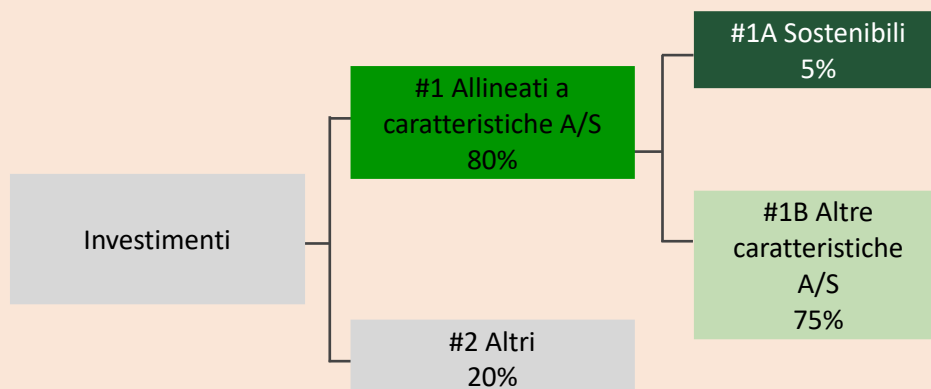 #1A Sostenibili
5%
#1 Allineati a
caratteristiche A/S
80%
Investimenti
#1B Altre
caratteristiche
A/S
75%
#2 Altri
20%